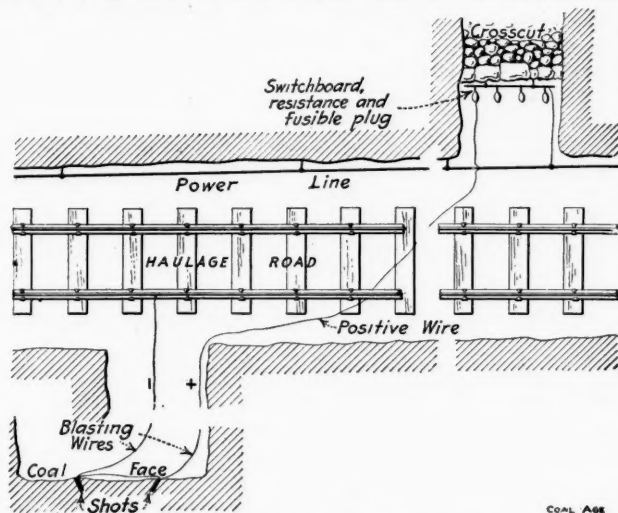 Crosscut
Switchboard,
resistance and
fusible plug
Power Line
HAULAGE ROAD
Positive Wire
- +
Blasting
Wires
Coal Face
Shots
COAL AGE